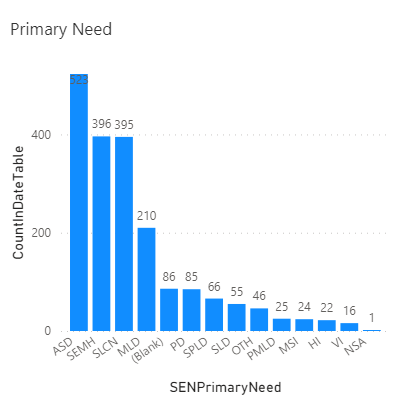 Primary Need
CountInDateTable
400
200
0
523
396
395
210
86
85
66
55
46
25
24
22
16
1
ASD
SEMH
SLCN
MLD
(Blank)
PD
SPLD
SLD
OTH
PMLD
MSI
HI
VI
NSA
SENPrimaryNeed